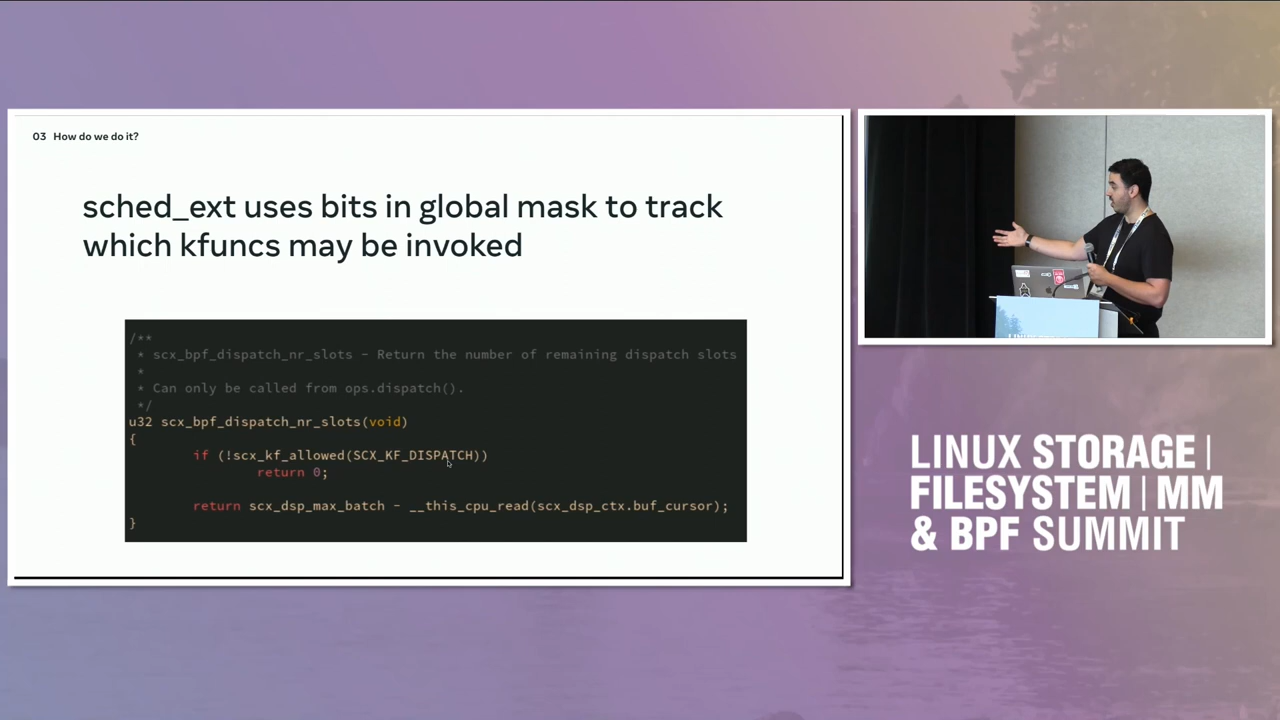 03 How do we do it?
sched_ext uses bits in global mask to track
which kfuncs may be invoked
/**
 * scx_bpf_dispatch_nr_slots - Return the number of remaining dispatch slots
 *
 * Can only be called from ops.dispatch().
 */
u32 scx_bpf_dispatch_nr_slots(void)
{
        if (!scx_kf_allowed(SCX_KF_DISPATCH))
                return 0;

        return scx_dsp_max_batch - __this_cpu_read(scx_dsp_ctx.buf_cursor);
}
LINUX STORAGE |
FILESYSTEM | MM
& BPF SUMMIT